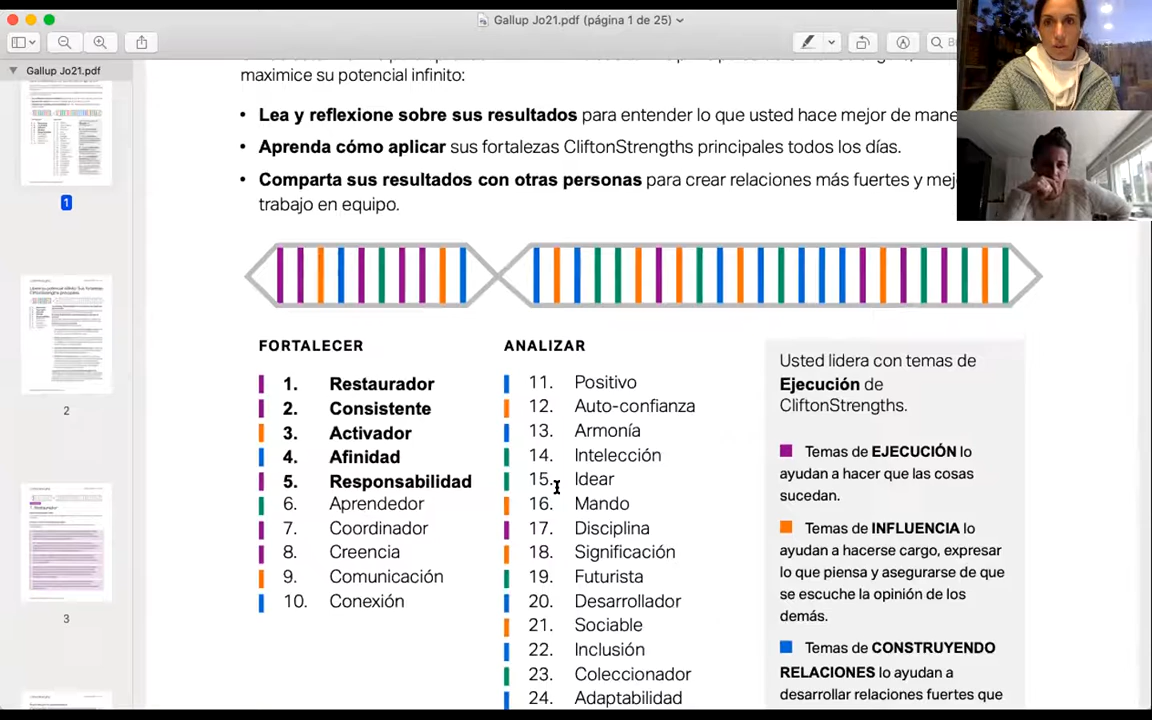 Gallup Jo21.pdf (página 1 de 25)
Gallup Jo21.pdf
1
2
3
maximice su potencial infinito:
• Lea y reflexione sobre sus resultados para entender lo que usted hace mejor de mane
• Aprenda cómo aplicar sus fortalezas CliftonStrengths principales todos los días.
• Comparta sus resultados con otras personas para crear relaciones más fuertes y mej
trabajo en equipo.
FORTALECER
1. Restaurador
2. Consistente
3. Activador
4. Afinidad
5. Responsabilidad
6. Aprendedor
7. Coordinador
8. Creencia
9. Comunicación
10. Conexión
ANALIZAR
11. Positivo
12. Auto-confianza
13. Armonía
14. Intelección
15. Idear
16. Mando
17. Disciplina
18. Significación
19. Futurista
20. Desarrollador
21. Sociable
22. Inclusión
23. Coleccionador
24. Adaptabilidad
Usted lidera con temas de
Ejecución de
CliftonStrengths.
Temas de EJECUCIÓN lo
ayudan a hacer que las cosas
sucedan.
Temas de INFLUENCIA lo
ayudan a hacerse cargo, expresar
lo que piensa y asegurarse de que
se escuche la opinión de los
demás.
Temas de CONSTRUYENDO
RELACIONES lo ayudan a
desarrollar relaciones fuertes que